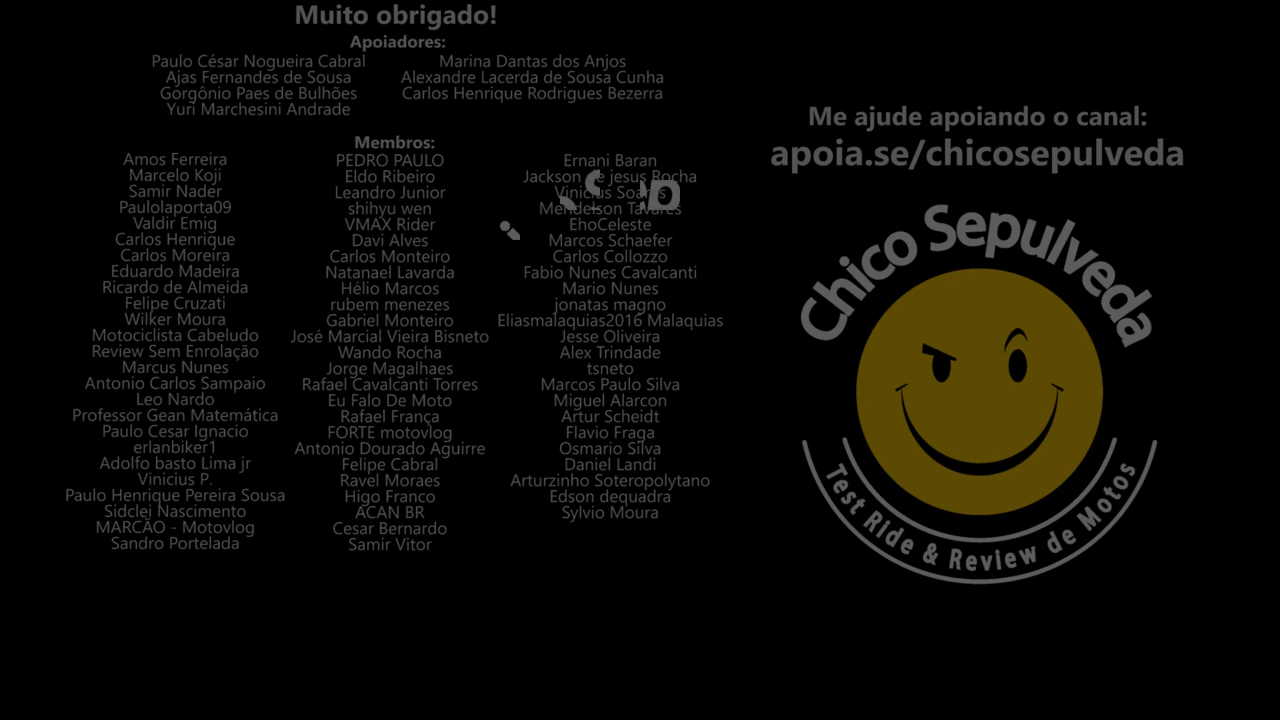 Muito obrigado!
Apoiadores:
Paulo César Nogueira Cabral
Ajas Fernandes de Sousa
Gorgônio Paes de Bulhões
Yuri Marchesini Andrade
Marina Dantas dos Anjos
Alexandre Lacerda de Sousa Cunha
Carlos Henrique Rodrigues Bezerra
Membros:
Amos Ferreira
Marcelo Koji
Samir Nader
Paulolaporta09
Valdir Emig
Carlos Henrique
Carlos Moreira
Eduardo Madeira
Ricardo de Almeida
Felipe Cruzati
Wilker Moura
Motociclista Cabeludo
Review Sem Enrolação
Marcus Nunes
Antonio Carlos Sampaio
Leo Nardo
Professor Gean Matemática
Paulo Cesar Ignacio
erlanbiker1
Adolfo basto Lima jr
Vinicius P.
Paulo Henrique Pereira Sousa
Sidclei Nascimento
MARCÃO - Motovlog
Sandro Portelada
PEDRO PAULO
Eldo Ribeiro
Leandro Junior
shihyu wen
VMAX Rider
Davi Alves
Carlos Monteiro
Natanael Lavarda
Hélio Marcos
rubem menezes
Gabriel Monteiro
José Marcial Vieira Bisneto
Wando Rocha
Jorge Magalhaes
Rafael Cavalcanti Torres
Eu Falo De Moto
Rafael França
FORTE motovlog
Antonio Dourado Aguirre
Felipe Cabral
Ravel Moraes
Higo Franco
ACAN BR
Cesar Bernardo
Samir Vitor
Ernani Baran
Jackson de jesus Rocha
Vinicius Soares
Menderson Tavares
EhoCeleste
Marcos Schaefer
Carlos Collozzo
Fabio Nunes Cavalcanti
Mario Nunes
jonatas magno
Eliasmalaquias2016 Malaquias
Jesse Oliveira
Alex Trindade
tsneto
Marcos Paulo Silva
Miguel Alarcon
Artur Scheidt
Flavio Fraga
Osmario Silva
Daniel Landi
Arturzinho Soteropolytano
Edson dequadra
Sylvio Moura
Me ajude apoiando o canal:
apoia.se/chicosepulveda
Chico Sepulveda
Test Ride & Review de Motos